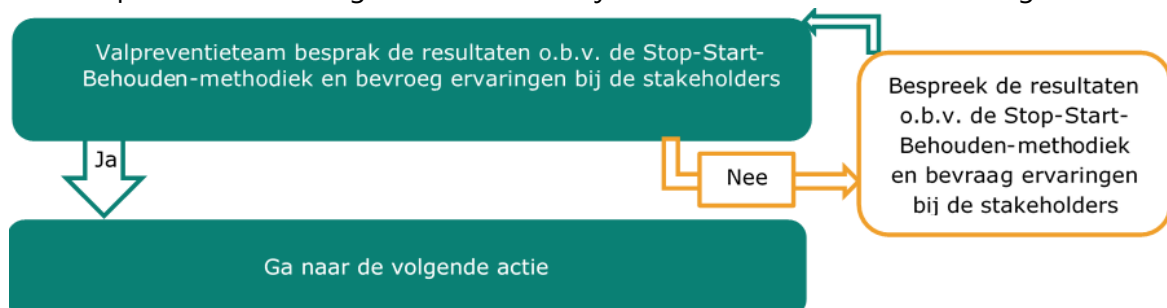 Valpreventieteam besprak de resultaten o.b.v. de Stop-Start-
Behouden-methodiek en bevroeg ervaringen bij de stakeholders
Ja
Nee
Bespreek de resultaten
o.b.v. de Stop-Start-
Behouden-methodiek
en bevraag ervaringen
bij de stakeholders
Ga naar de volgende actie